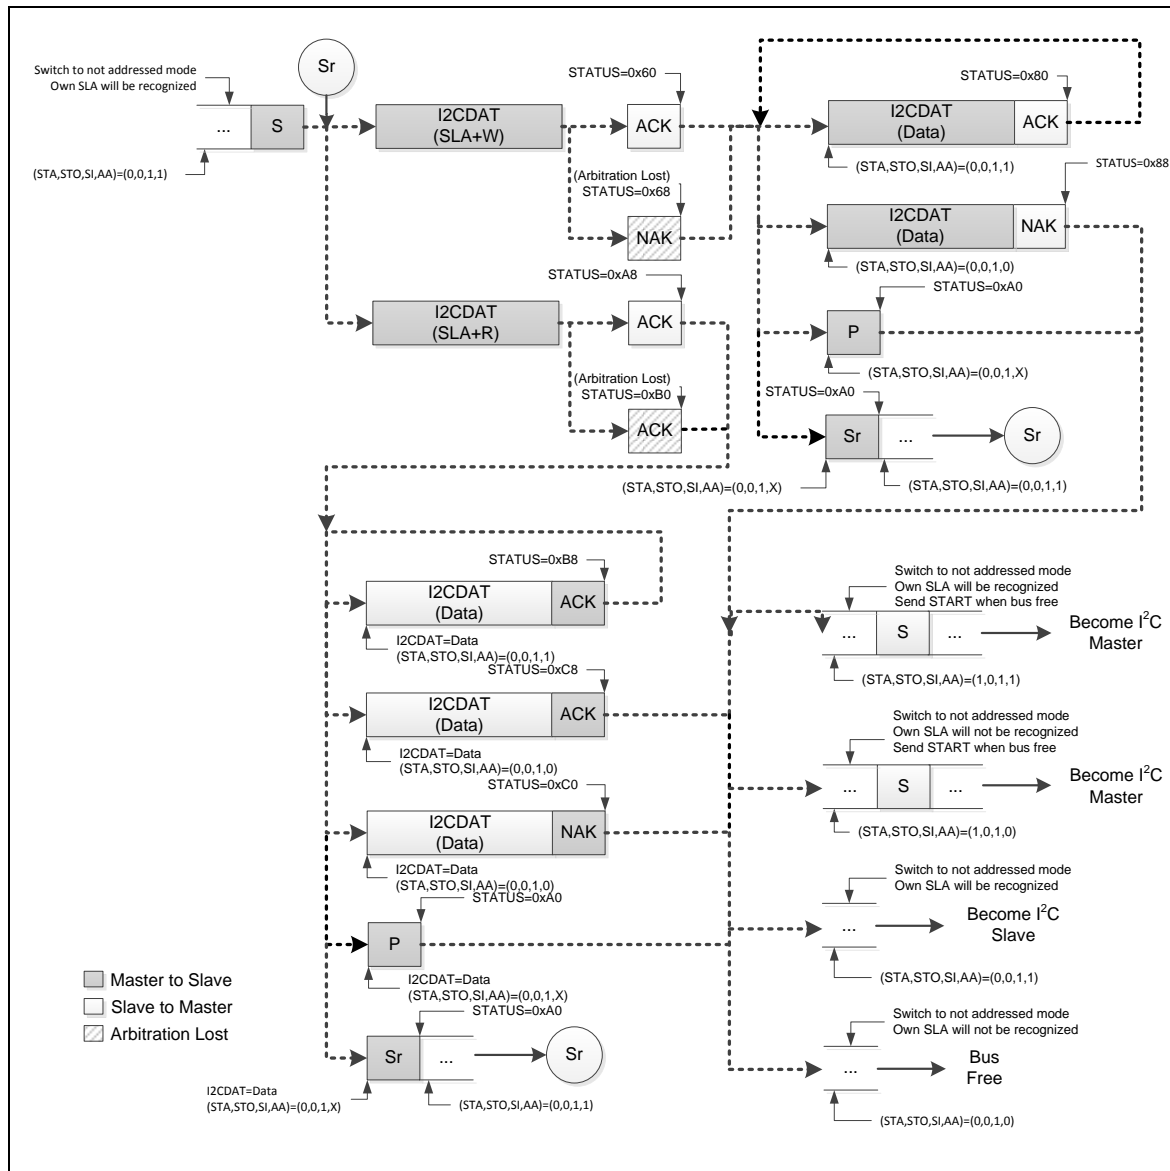 Switch to not addressed mode
Own SLA will be recognized
Sr
...
S
(STA,STO,SI,AA)=(0,0,1,1)
I2CDAT
(SLA+W)
STATUS=0x60
ACK
(Arbitration Lost)
STATUS=0x68
NAK
I2CDAT
(SLA+R)
STATUS=0xA8
ACK
(Arbitration Lost)
STATUS=0xB0
ACK
STATUS=0x80
I2CDAT
(Data)
ACK
(STA,STO,SI,AA)=(0,0,1,1)
STATUS=0x88
I2CDAT
(Data)
NAK
(STA,STO,SI,AA)=(0,0,1,0)
STATUS=0xA0
P
(STA,STO,SI,AA)=(0,0,1,X)
STATUS=0xA0
Sr
...
Sr
(STA,STO,SI,AA)=(0,0,1,X)
(STA,STO,SI,AA)=(0,0,1,1)
STATUS=0xB8
I2CDAT
(Data)
ACK
I2CDAT=Data
(STA,STO,SI,AA)=(0,0,1,1)
STATUS=0xC8
I2CDAT
(Data)
ACK
I2CDAT=Data
(STA,STO,SI,AA)=(0,0,1,0)
STATUS=0xC0
I2CDAT
(Data)
NAK
I2CDAT=Data
(STA,STO,SI,AA)=(0,0,1,0)
STATUS=0xA0
P
I2CDAT=Data
(STA,STO,SI,AA)=(0,0,1,X)
STATUS=0xA0
Sr
...
Sr
I2CDAT=Data
(STA,STO,SI,AA)=(0,0,1,X)
(STA,STO,SI,AA)=(0,0,1,1)
Switch to not addressed mode
Own SLA will be recognized
Send START when bus free
...
S
...
Become I²C
Master
(STA,STO,SI,AA)=(1,0,1,1)
Switch to not addressed mode
Own SLA will not be recognized
Send START when bus free
...
S
...
Become I²C
Master
(STA,STO,SI,AA)=(1,0,1,0)
Switch to not addressed mode
Own SLA will be recognized
...
Become I²C
Slave
(STA,STO,SI,AA)=(0,0,1,1)
Switch to not addressed mode
Own SLA will not be recognized
...
Bus
Free
(STA,STO,SI,AA)=(0,0,1,0)
Master to Slave
Slave to Master
Arbitration Lost